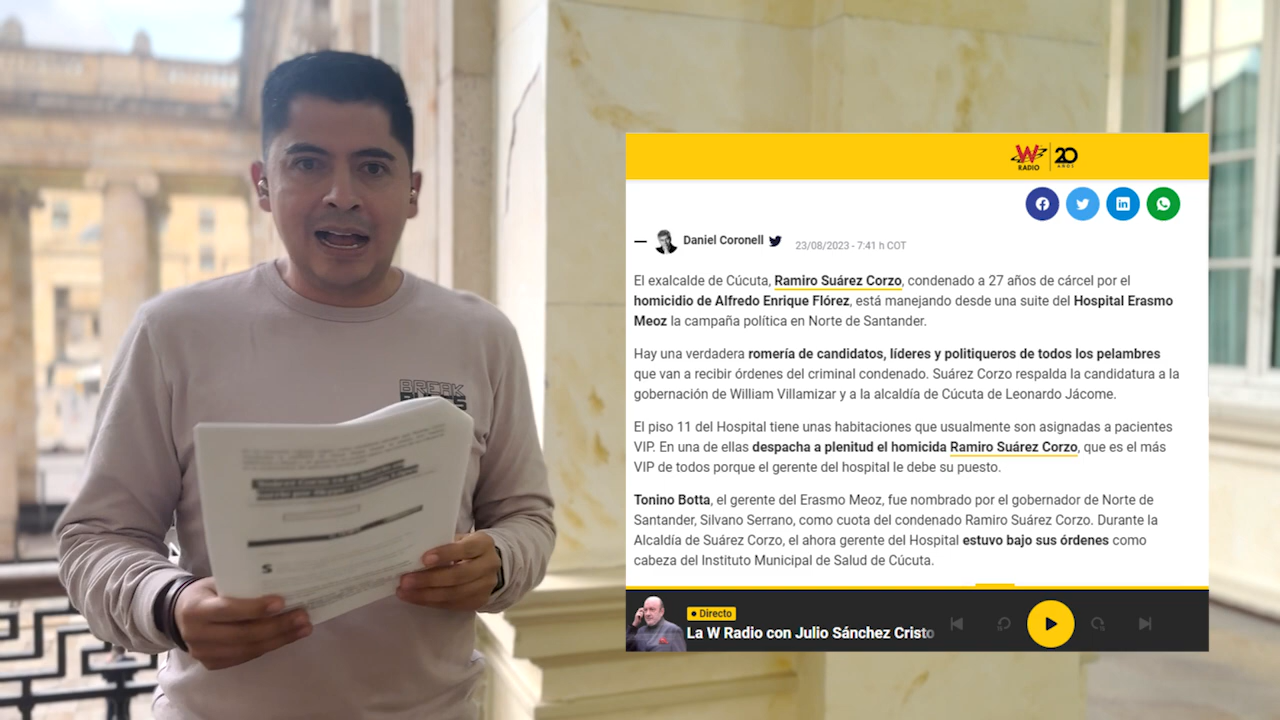 BREAK
W
RADIO
20
AÑOS
Daniel Coronell
23/08/2023 - 7:41 h COT
El exalcalde de Cúcuta, Ramiro Suárez Corzo, condenado a 27 años de cárcel por el
homicidio de Alfredo Enrique Flórez, está manejando desde una suite del Hospital Erasmo
Meoz la campaña política en Norte de Santander.
Hay una verdadera romería de candidatos, líderes y politiqueros de todos los pelambres
que van a recibir órdenes del criminal condenado. Suárez Corzo respalda la candidatura a la
gobernación de William Villamizar y a la alcaldía de Cúcuta de Leonardo Jácome.
El piso 11 del Hospital tiene unas habitaciones que usualmente son asignadas a pacientes
VIP. En una de ellas despacha a plenitud el homicida Ramiro Suárez Corzo, que es el más
VIP de todos porque el gerente del hospital le debe su puesto.
Tonino Botta, el gerente del Erasmo Meoz, fue nombrado por el gobernador de Norte de
Santander, Silvano Serrano, como cuota del condenado Ramiro Suárez Corzo. Durante la
Alcaldía de Suárez Corzo, el ahora gerente del Hospital estuvo bajo sus órdenes como
cabeza del Instituto Municipal de Salud de Cúcuta.
Directo
La W Radio con Julio Sánchez Cristo